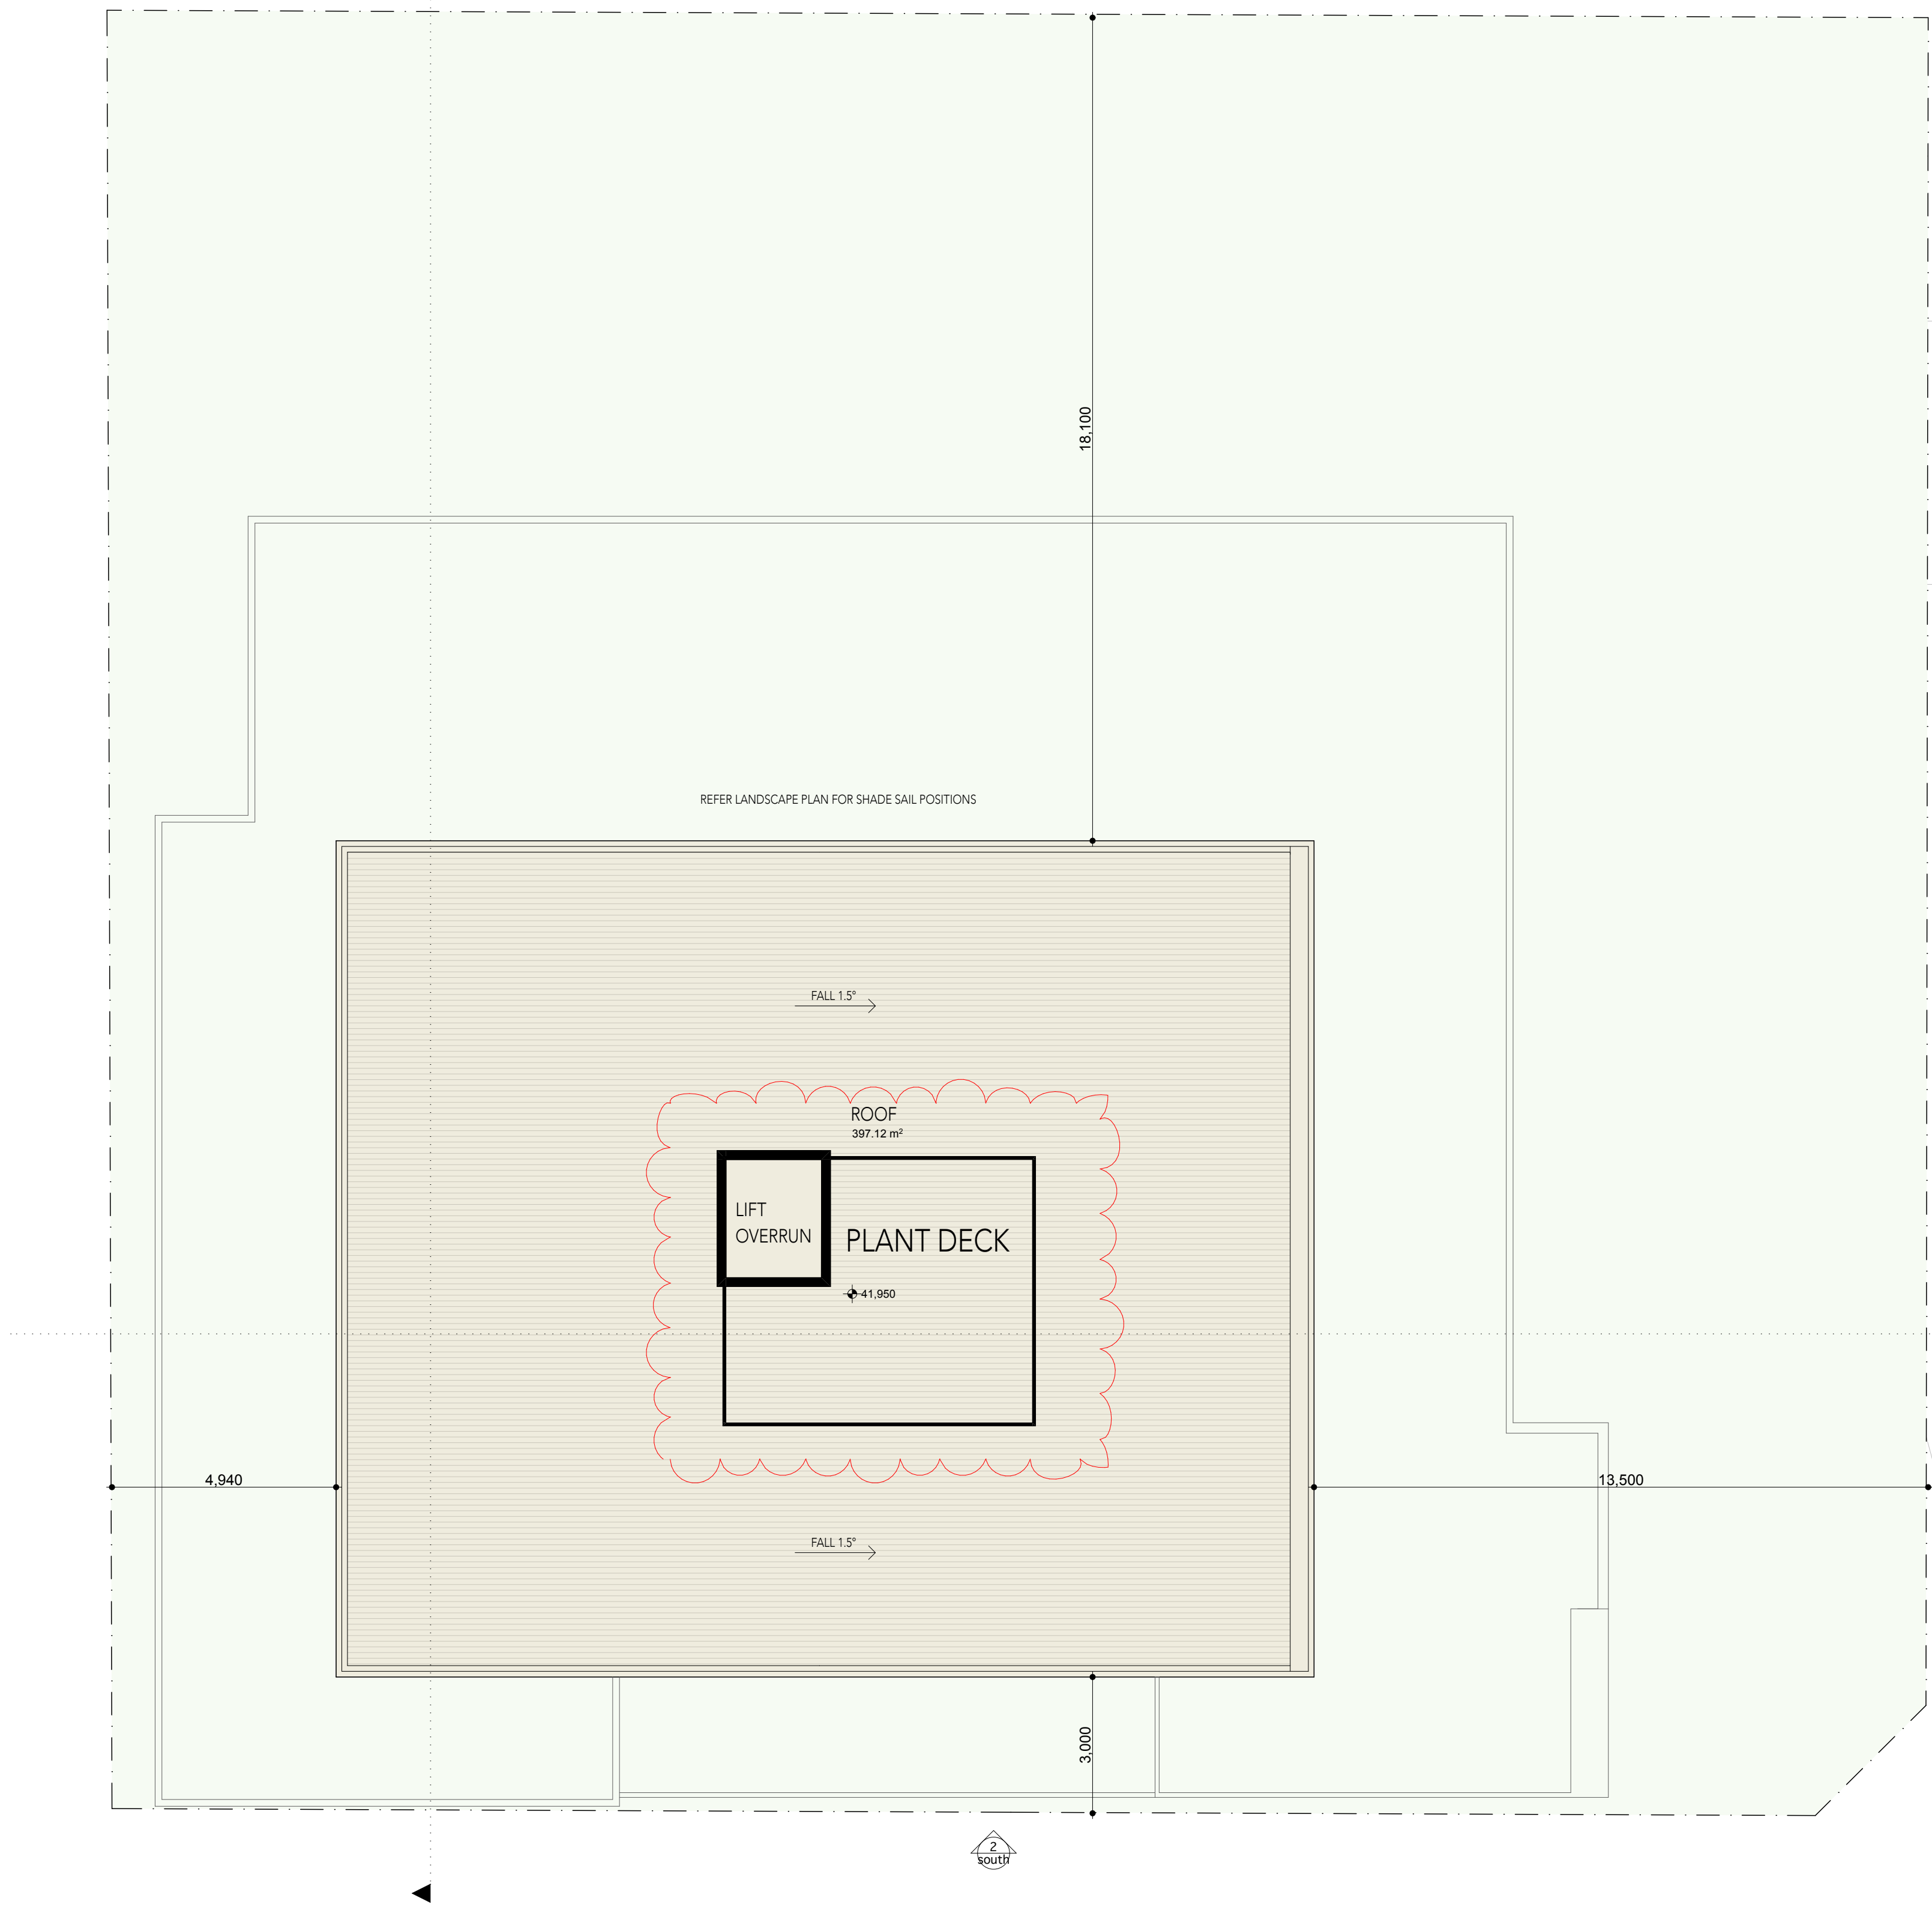 18,100
REFER LANDSCAPE PLAN FOR SHADE SAIL POSITIONS
FALL 1.5°
ROOF
397.12 m²
LIFT
OVERRUN
PLANT DECK
41,950
4,940
13,500
FALL 1.5°
3,000
2
south